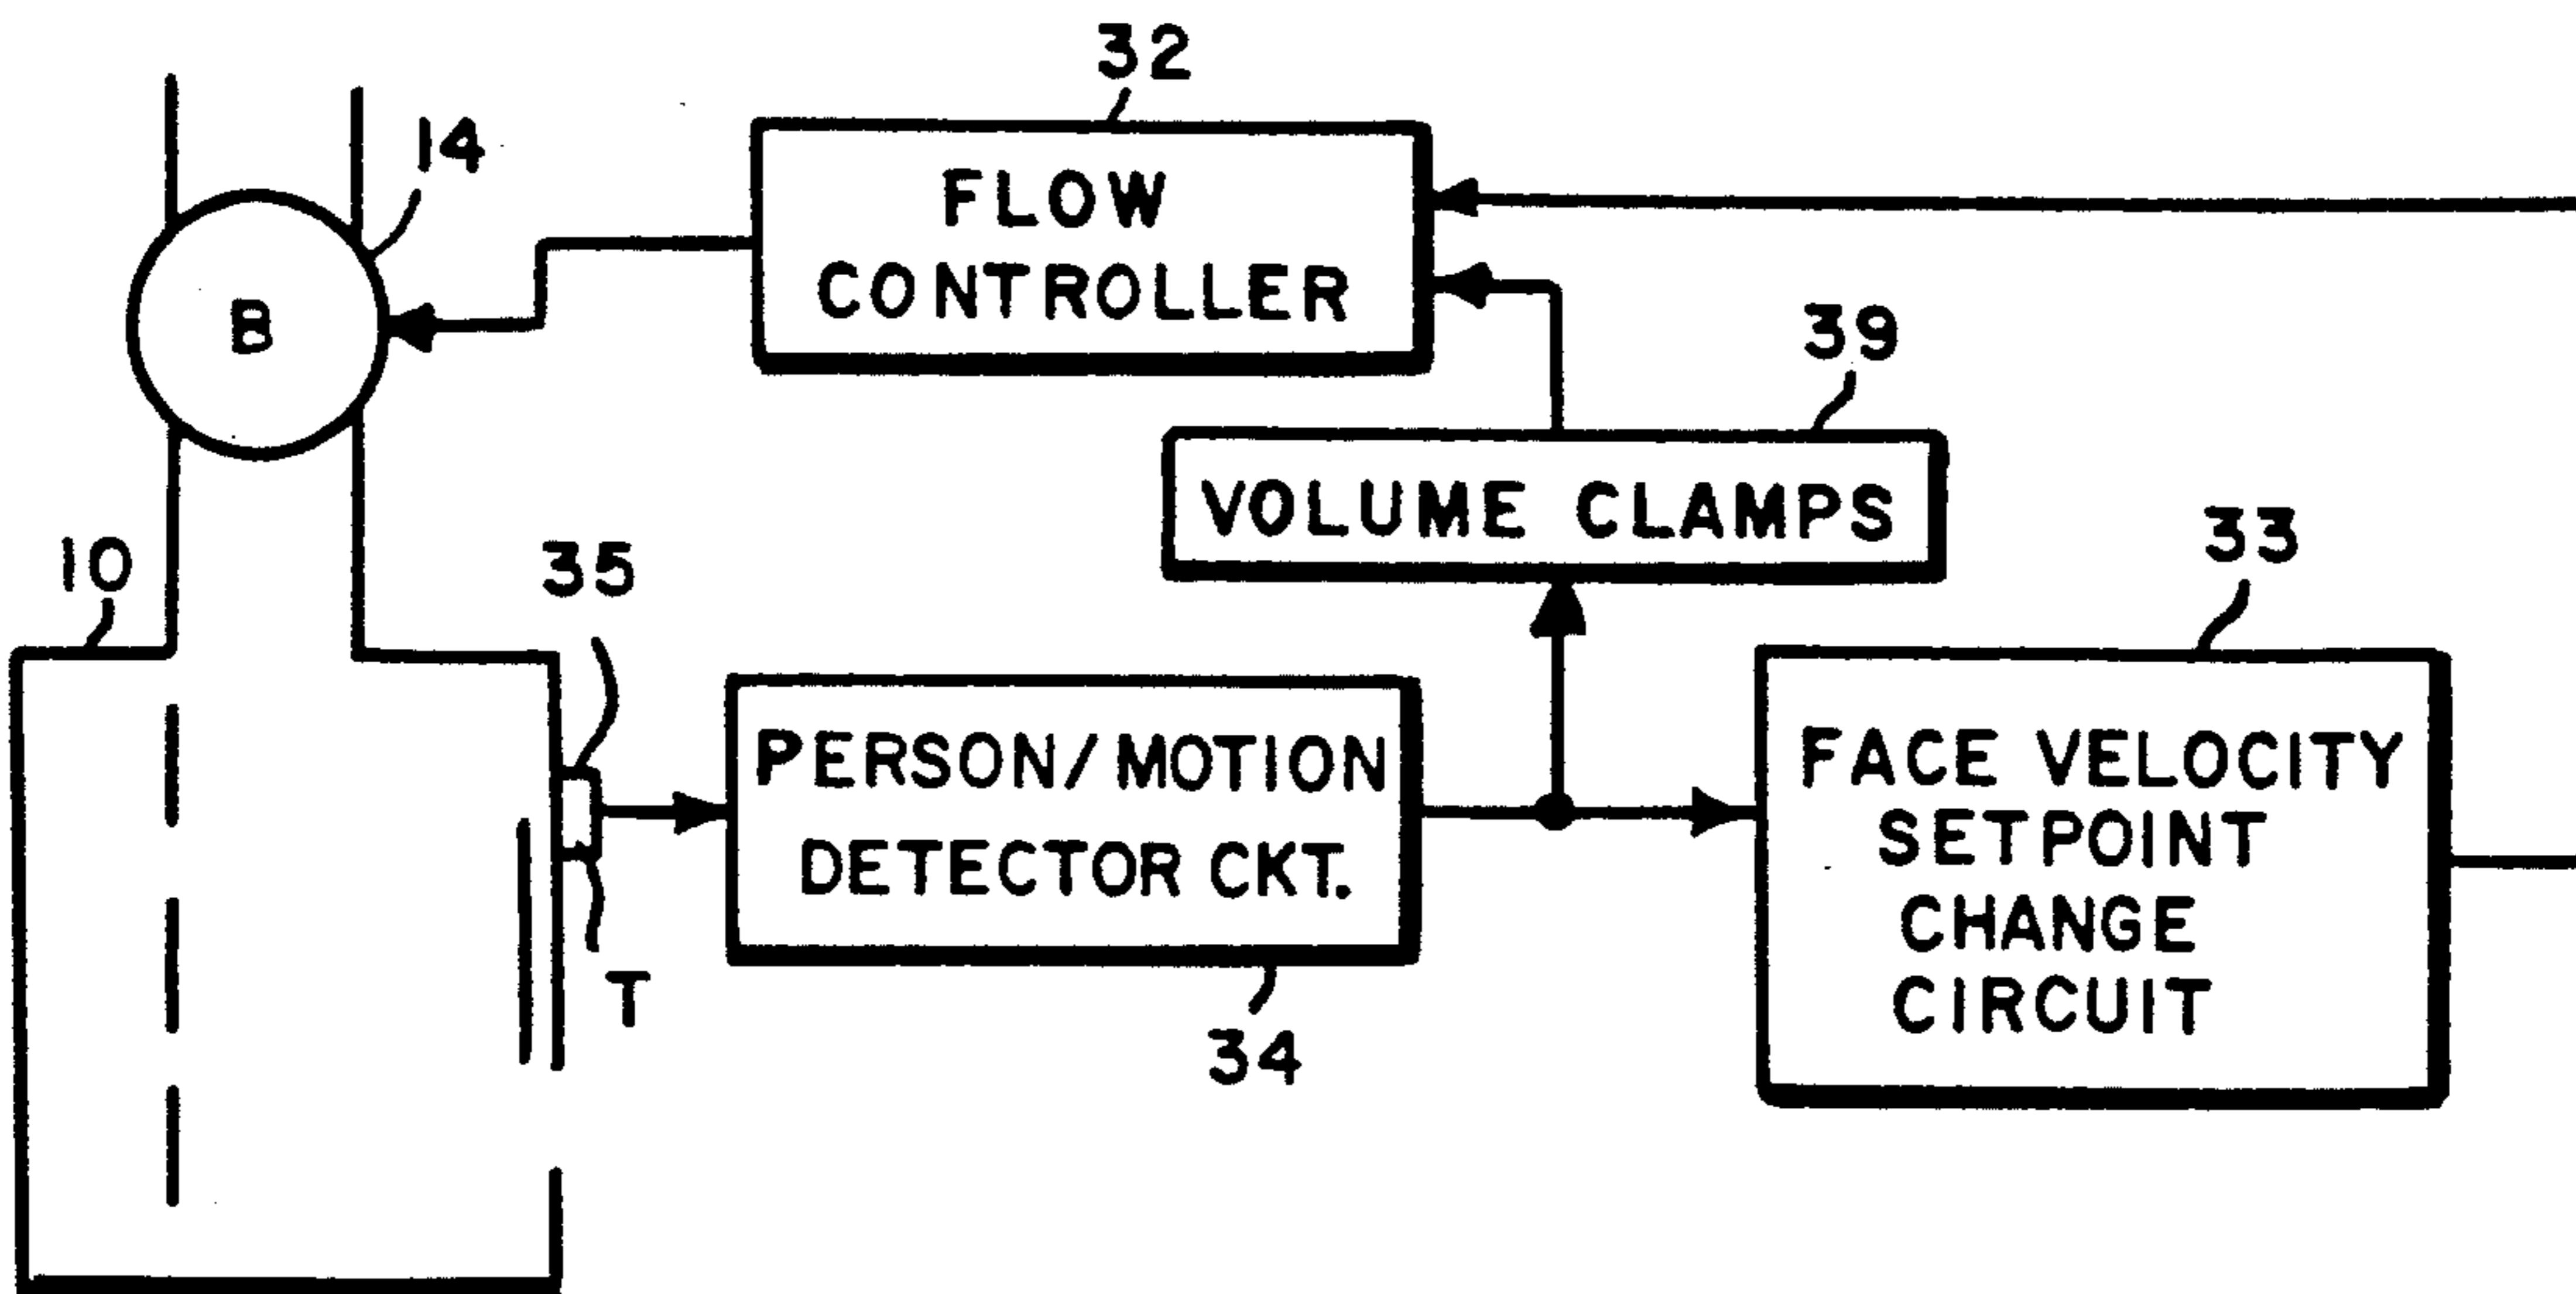 32
14
FLOW
CONTROLLER
B
39
VOLUME CLAMPS
10
35
33
PERSON/MOTION
DETECTOR CKT.
FACE VELOCITY
SETPOINT
CHANGE
CIRCUIT
T
34